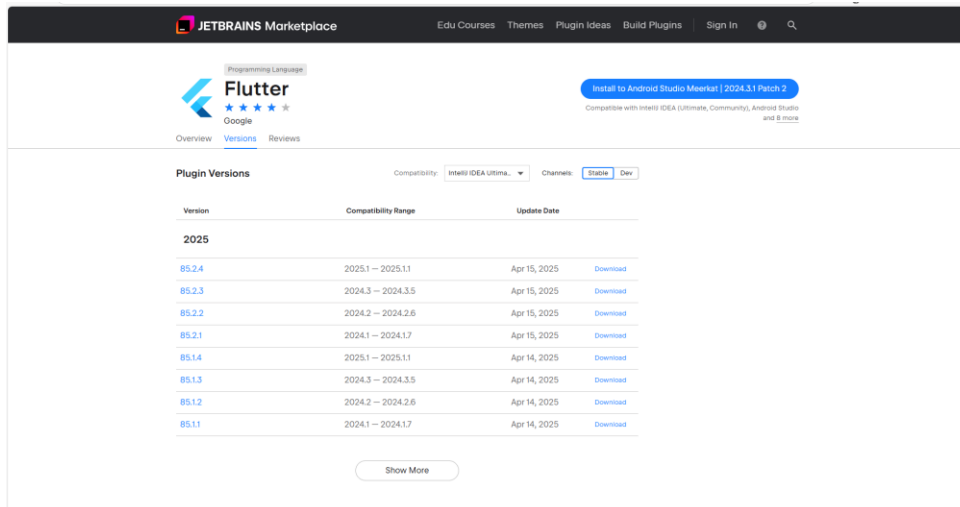 JETBRAINS Marketplace Edu Courses Themes Plugin Ideas Build Plugins Sign In
Programming Language
Flutter
Google
Install to Android Studio Meerkat | 2024.3.1 Patch 2
Compatible with IntelliJ IDEA (Ultimate, Community), Android Studio
and 8 more
Overview Versions Reviews
Plugin Versions
Compatibility: IntelliJ IDEA Ultima... Channels: Stable Dev
Version Compatibility Range Update Date
2025
85.2.4 2025.1 — 2025.1.1 Apr 15, 2025 Download
85.2.3 2024.3 — 2024.3.5 Apr 15, 2025 Download
85.2.2 2024.2 — 2024.2.6 Apr 15, 2025 Download
85.2.1 2024.1 — 2024.1.7 Apr 15, 2025 Download
85.1.4 2025.1 — 2025.1.1 Apr 14, 2025 Download
85.1.3 2024.3 — 2024.3.5 Apr 14, 2025 Download
85.1.2 2024.2 — 2024.2.6 Apr 14, 2025 Download
85.1.1 2024.1 — 2024.1.7 Apr 14, 2025 Download
Show More